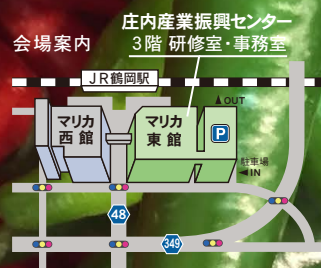 会場案内
庄内産業振興センター
3階 研修室・事務室
JR鶴岡駅
OUT
マリカ
西館
マリカ
東館
P
駐車場
IN
48
349